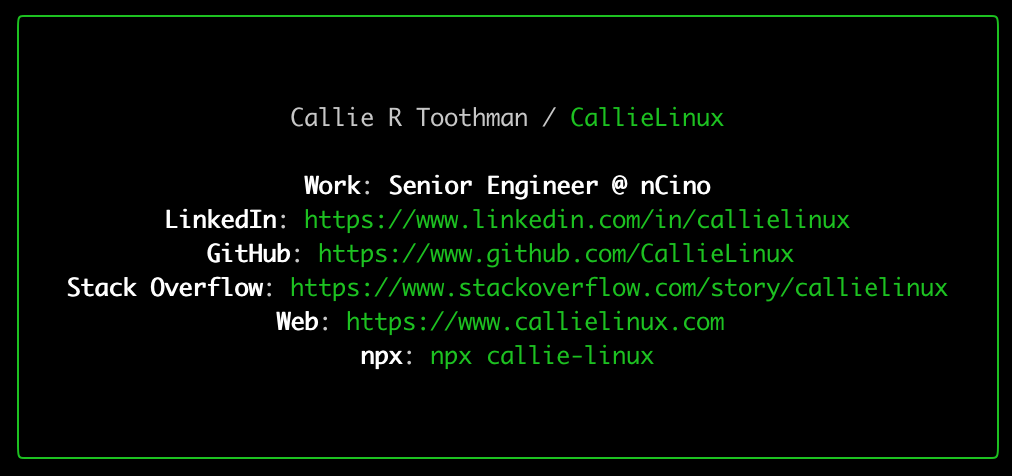 Callie R Toothman / CallieLinux
Work: Senior Engineer @ nCino
LinkedIn: https://www.linkedin.com/in/callielinux
GitHub: https://www.github.com/CallieLinux
Stack Overflow: https://www.stackoverflow.com/story/callielinux
Web: https://www.callielinux.com
npx: npx callie-linux